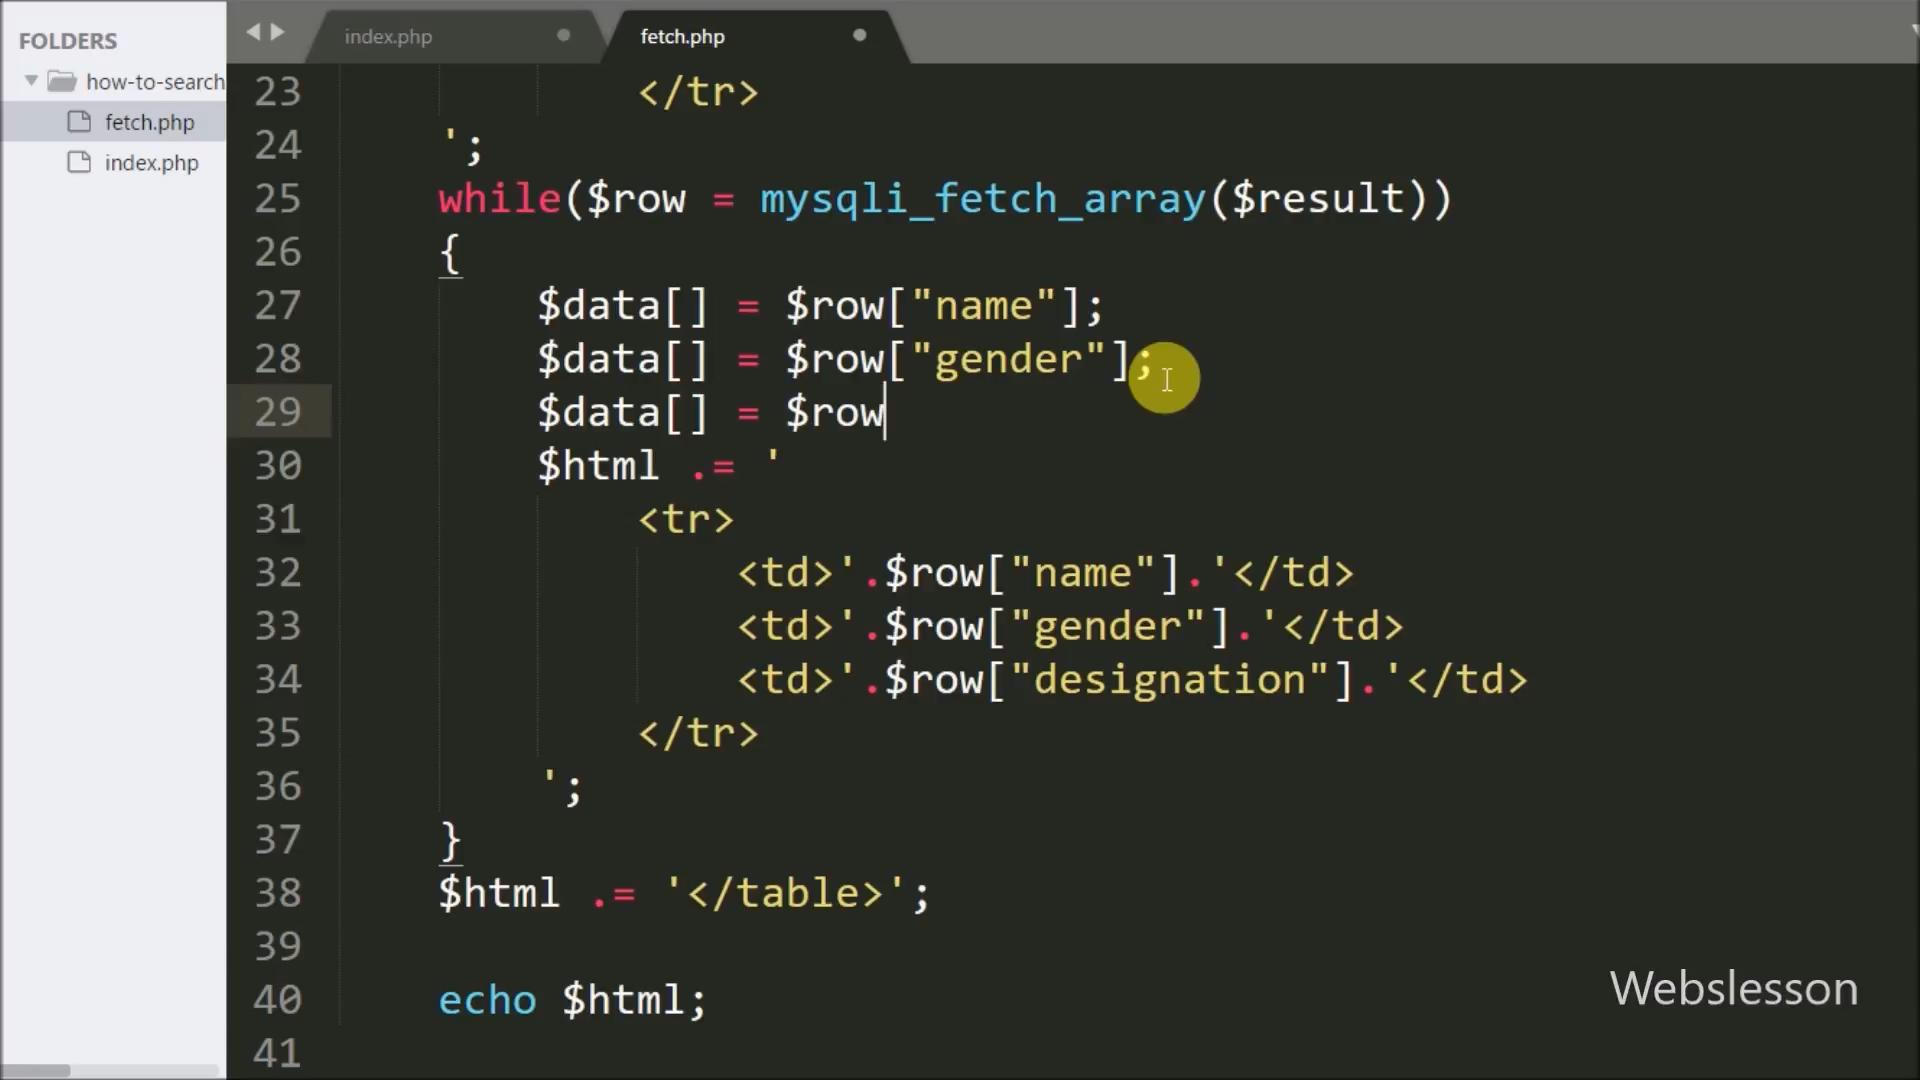 FOLDERS
how-to-search
fetch.php
index.php
index.php
fetch.php
23 </tr>
24 ';
25 while($row = mysqli_fetch_array($result))
26 {
27 $data[] = $row["name"];
28 $data[] = $row["gender"];
29 $data[] = $row
30 $html .= '
31 <tr>
32 <td>'.$row["name"].'</td>
33 <td>'.$row["gender"].'</td>
34 <td>'.$row["designation"].'</td>
35 </tr>
36 ';
37 }
38 $html .= '</table>';
39
40 echo $html;
41
Webslesson